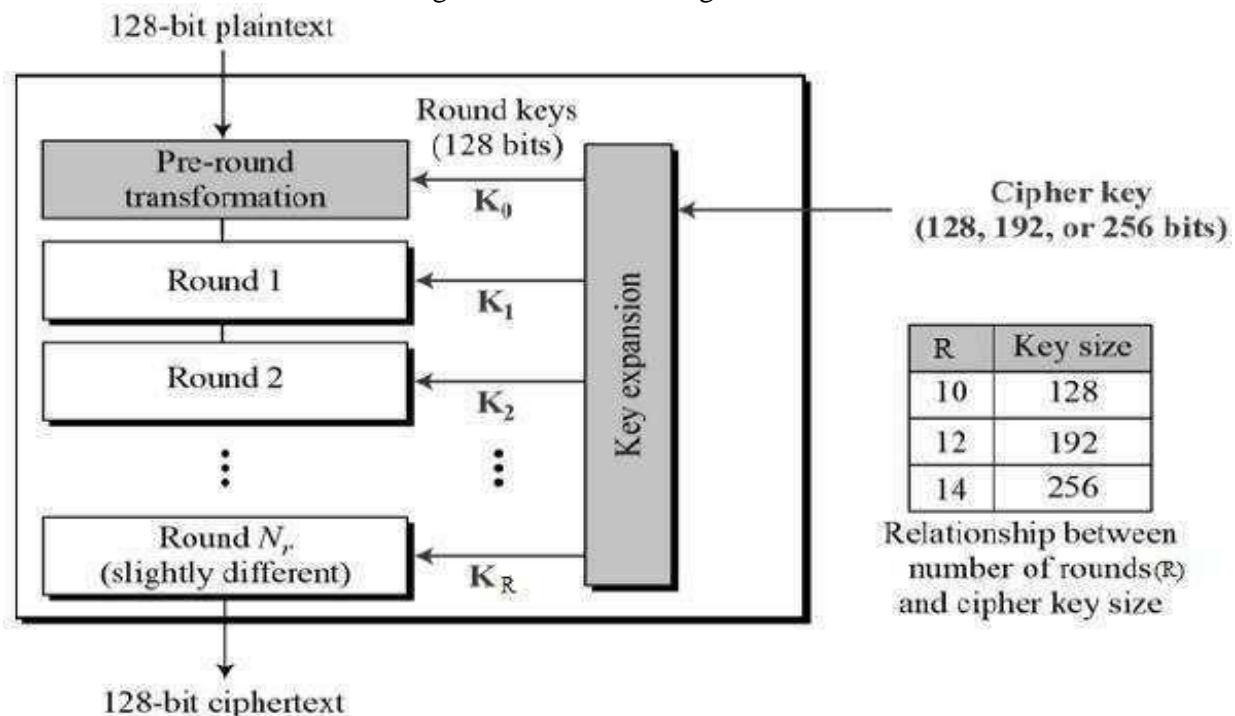 128-bit plaintext
Round keys
(128 bits)
Pre-round
transformation
K₀
Cipher key
(128, 192, or 256 bits)
Round 1
K₁
Round 2
K₂
Key expansion
R Key size
10 128
12 192
14 256
Relationship between
number of rounds(R)
and cipher key size
Round Nᵣ
(slightly different)
K R
128-bit ciphertext